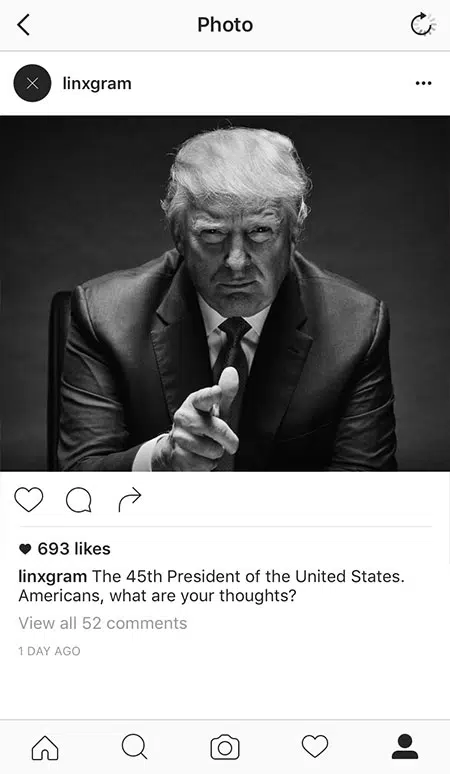 Photo
linxgram
693 likes
linxgram The 45th President of the United States.
Americans, what are your thoughts?
View all 52 comments
1 DAY AGO